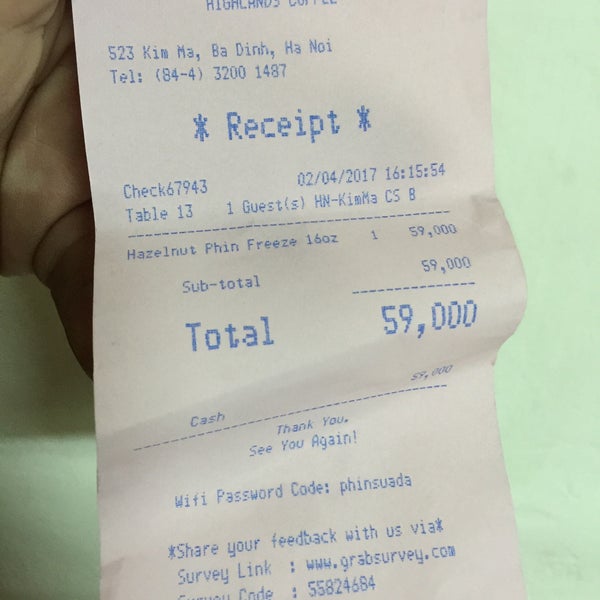 HIGHLANDS COFFEE
523 Kim Ma, Ba Dinh, Ha Noi
Tel: (84-4) 3200 1487
* Receipt *
Check67943 02/04/2017 16:15:54
Table 13 1 Guest(s) HN-KimMa CS B
Hazelnut Phin Freeze 16oz 1 59,000
Sub-total 59,000
Total 59,000
Cash 59,000
Thank You.
See You Again!
Wifi Password Code: phinsuada
*Share your feedback with us via*
Survey Link : www.grabsurvey.com
Survey Code : 55824684